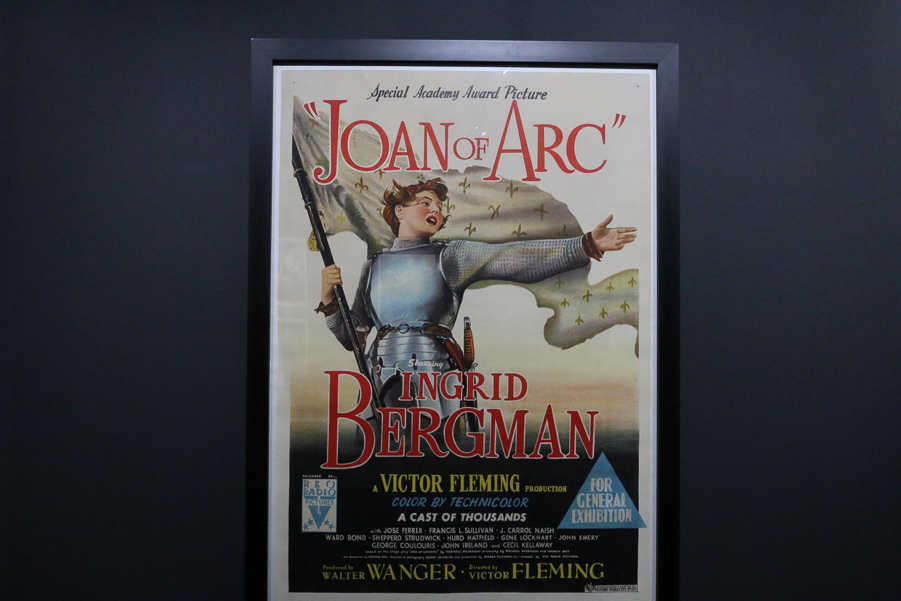 Special Academy Award Picture
"JOAN OF ARC"
Starring
INGRID
BERGMAN
RELEASED BY
RKO
RADIO
PICTURES
A VICTOR FLEMING PRODUCTION
COLOR BY TECHNICOLOR
A CAST OF THOUSANDS
FOR
GENERAL
EXHIBITION
with JOSE FERRER · FRANCIS L. SULLIVAN · J. CARROL NAISH
WARD BOND · SHEPPERD STRUDWICK · HURD HATFIELD · GENE LOCKHART · JOHN EMERY
GEORGE COULOURIS · JOHN IRELAND and CECIL KELLAWAY
Produced by WALTER WANGER · Directed by VICTOR FLEMING